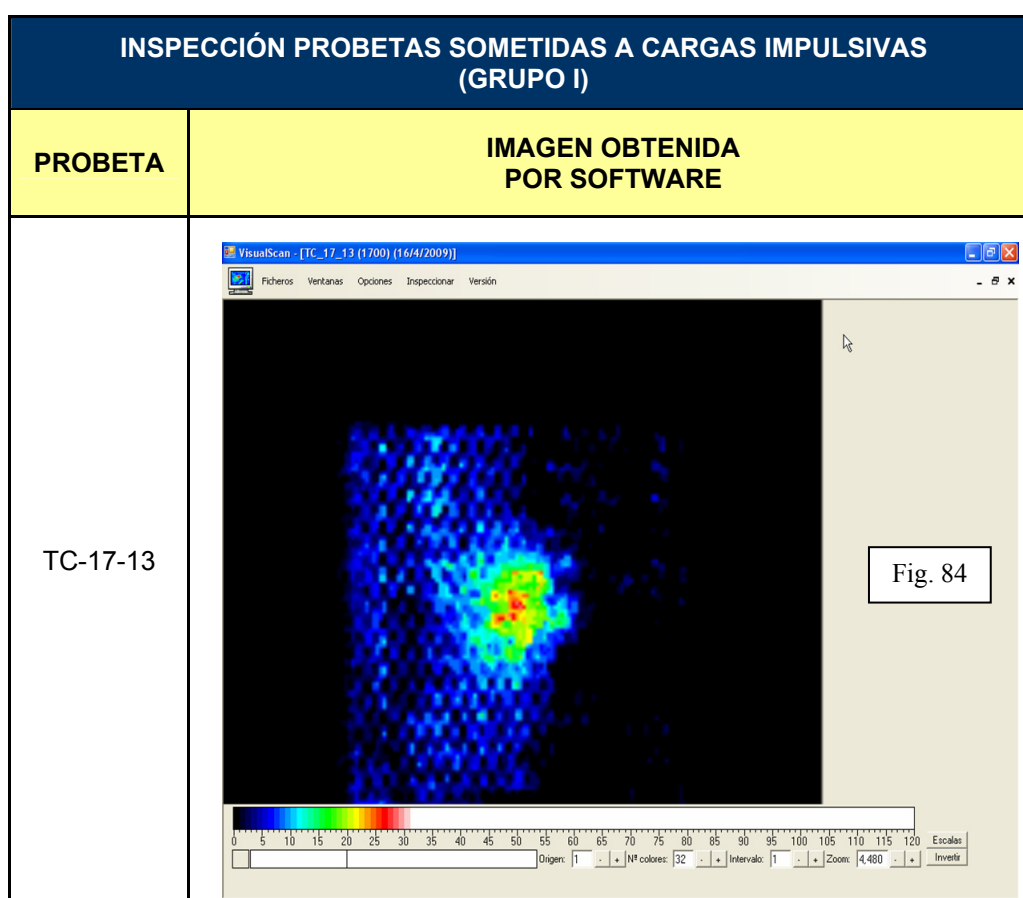 INSPECCIÓN PROBETAS SOMETIDAS A CARGAS IMPULSIVAS
(GRUPO I)
PROBETA
IMAGEN OBTENIDA
POR SOFTWARE
TC-17-13
VisualScan - [TC_17_13 (1700) (16/4/2009)]
Ficheros Ventanas Opciones Inspeccionar Versión
Fig. 84
0 5 10 15 20 25 30 35 40 45 50 55 60 65 70 75 80 85 90 95 100 105 110 115 120 Escalas
Origen: 1 - + Nª colores: 32 - + Intervalo: 1 - + Zoom: 4,480 - + Invertir